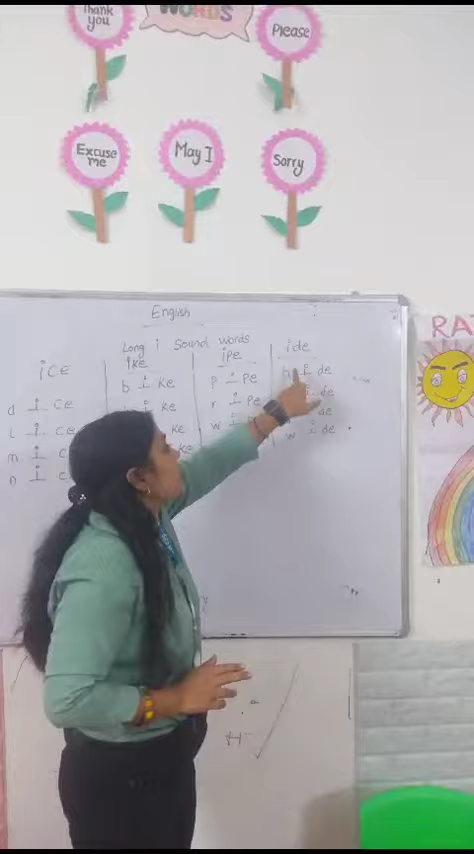 Thank you
WORDS
Please
Excuse me
May I
Sorry
English
Long i Sound words
ice
ike
ipe
ide
d i ce
b i ke
p i pe
h i de
l i ce
i ke
r i pe
i de
m i c
ke
w i
de
n i c
ke
w i de
RA